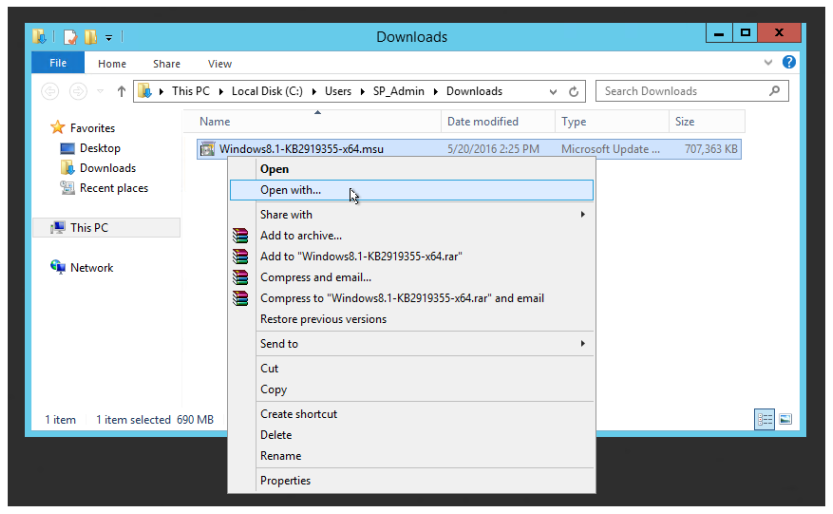 Downloads
File Home Share View
This PC Local Disk (C:) Users SP_Admin Downloads Search Downloads
Name Date modified Type Size
Favorites
Desktop
Downloads
Recent places
This PC
Network
Windows8.1-KB2919355-x64.msu 5/20/2016 2:25 PM Microsoft Update ... 707,363 KB
Open
Open with...
Share with
Add to archive...
Add to "Windows8.1-KB2919355-x64.rar"
Compress and email...
Compress to "Windows8.1-KB2919355-x64.rar" and email
Restore previous versions
Send to
Cut
Copy
Create shortcut
Delete
Rename
Properties
1 item 1 item selected 690 MB